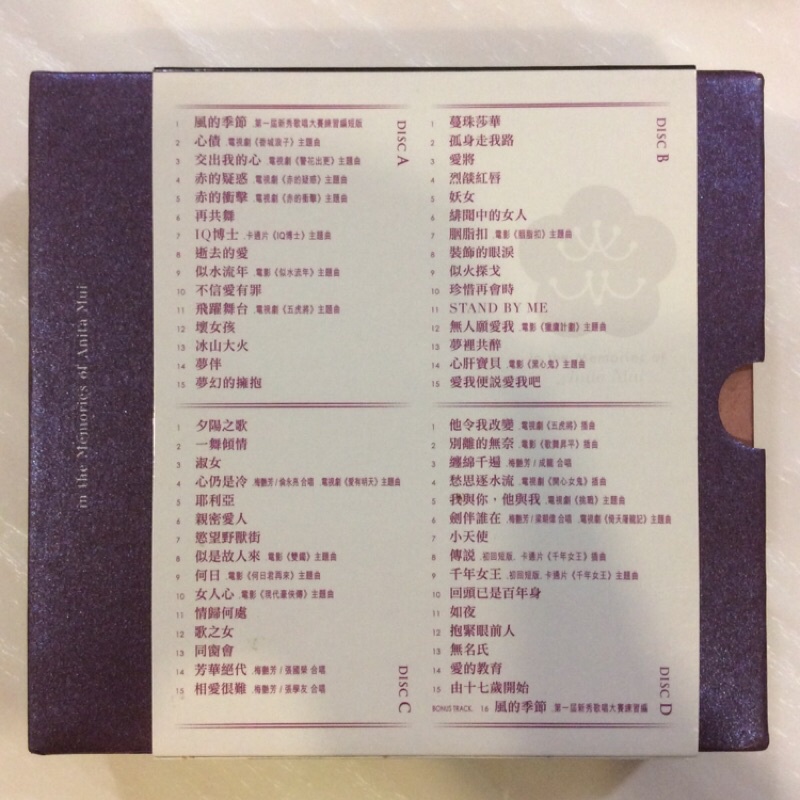 in the Memories of Anita Mui
DISC A
1 風的季節 .第一屆新秀歌唱大賽練習編短版
2 心債 .電視劇《香城浪子》主題曲
3 交出我的心 .電視劇《警花出更》主題曲
4 赤的疑惑 .電視劇《赤的疑惑》主題曲
5 赤的衝擊 .電視劇《赤的衝擊》主題曲
6 再共舞
7 IQ博士 .卡通片《IQ博士》主題曲
8 逝去的愛
9 似水流年 .電影《似水流年》主題曲
10 不信愛有罪
11 飛躍舞台 .電視劇《五虎將》主題曲
12 壞女孩
13 冰山大火
14 夢伴
15 夢幻的擁抱
DISC B
1 蔓珠莎華
2 孤身走我路
3 愛將
4 烈燄紅唇
5 妖女
6 緋聞中的女人
7 胭脂扣 .電影《胭脂扣》主題曲
8 裝飾的眼淚
9 似火探戈
10 珍惜再會時
11 STAND BY ME
12 無人願愛我 .電影《獵鷹計劃》主題曲
13 夢裡共醉
14 心肝寶貝 .電影《開心鬼》主題曲
15 愛我便說愛我吧
DISC C
1 夕陽之歌
2 一舞傾情
3 淑女
4 心仍是冷 .梅艷芳/倫永亮 合唱 .電視劇《愛有明天》主題曲
5 耶利亞
6 親密愛人
7 慾望野獸街
8 似是故人來 .電影《雙鐲》主題曲
9 何日 .電影《何日君再來》主題曲
10 女人心 .電影《現代豪俠傳》主題曲
11 情歸何處
12 歌之女
13 同窗會
14 芳華絕代 .梅艷芳/張國榮 合唱
15 相愛很難 .梅艷芳/張學友 合唱
DISC D
1 他令我改變 .電視劇《五虎將》插曲
2 別離的無奈 .電影《歌舞昇平》插曲
3 纏綿千遍 .梅艷芳/成龍 合唱
4 愁思逐水流 .電視劇《開心女鬼》插曲
5 我與你，他與我 .電視劇《挑戰》主題曲
6 劍伴誰在 .梅艷芳/梁朝偉 合唱 .電視劇《倚天屠龍記》主題曲
7 小天使
8 傳說 .初回短版. 卡通片《千年女王》插曲
9 千年女王 .初回短版. 卡通片《千年女王》主題曲
10 回頭已是百年身
11 如夜
12 抱緊眼前人
13 無名氏
14 愛的教育
15 由十七歲開始
BONUS TRACK. 16 風的季節 .第一屆新秀歌唱大賽練習編